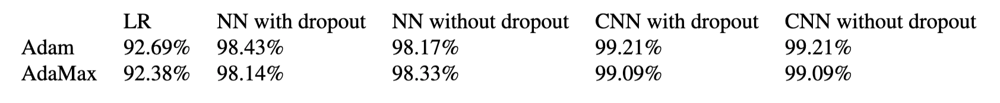 LR NN with dropout NN without dropout CNN with dropout CNN without dropout
Adam 92.69% 98.43% 98.17% 99.21% 99.21%
AdaMax 92.38% 98.14% 98.33% 99.09% 99.09%